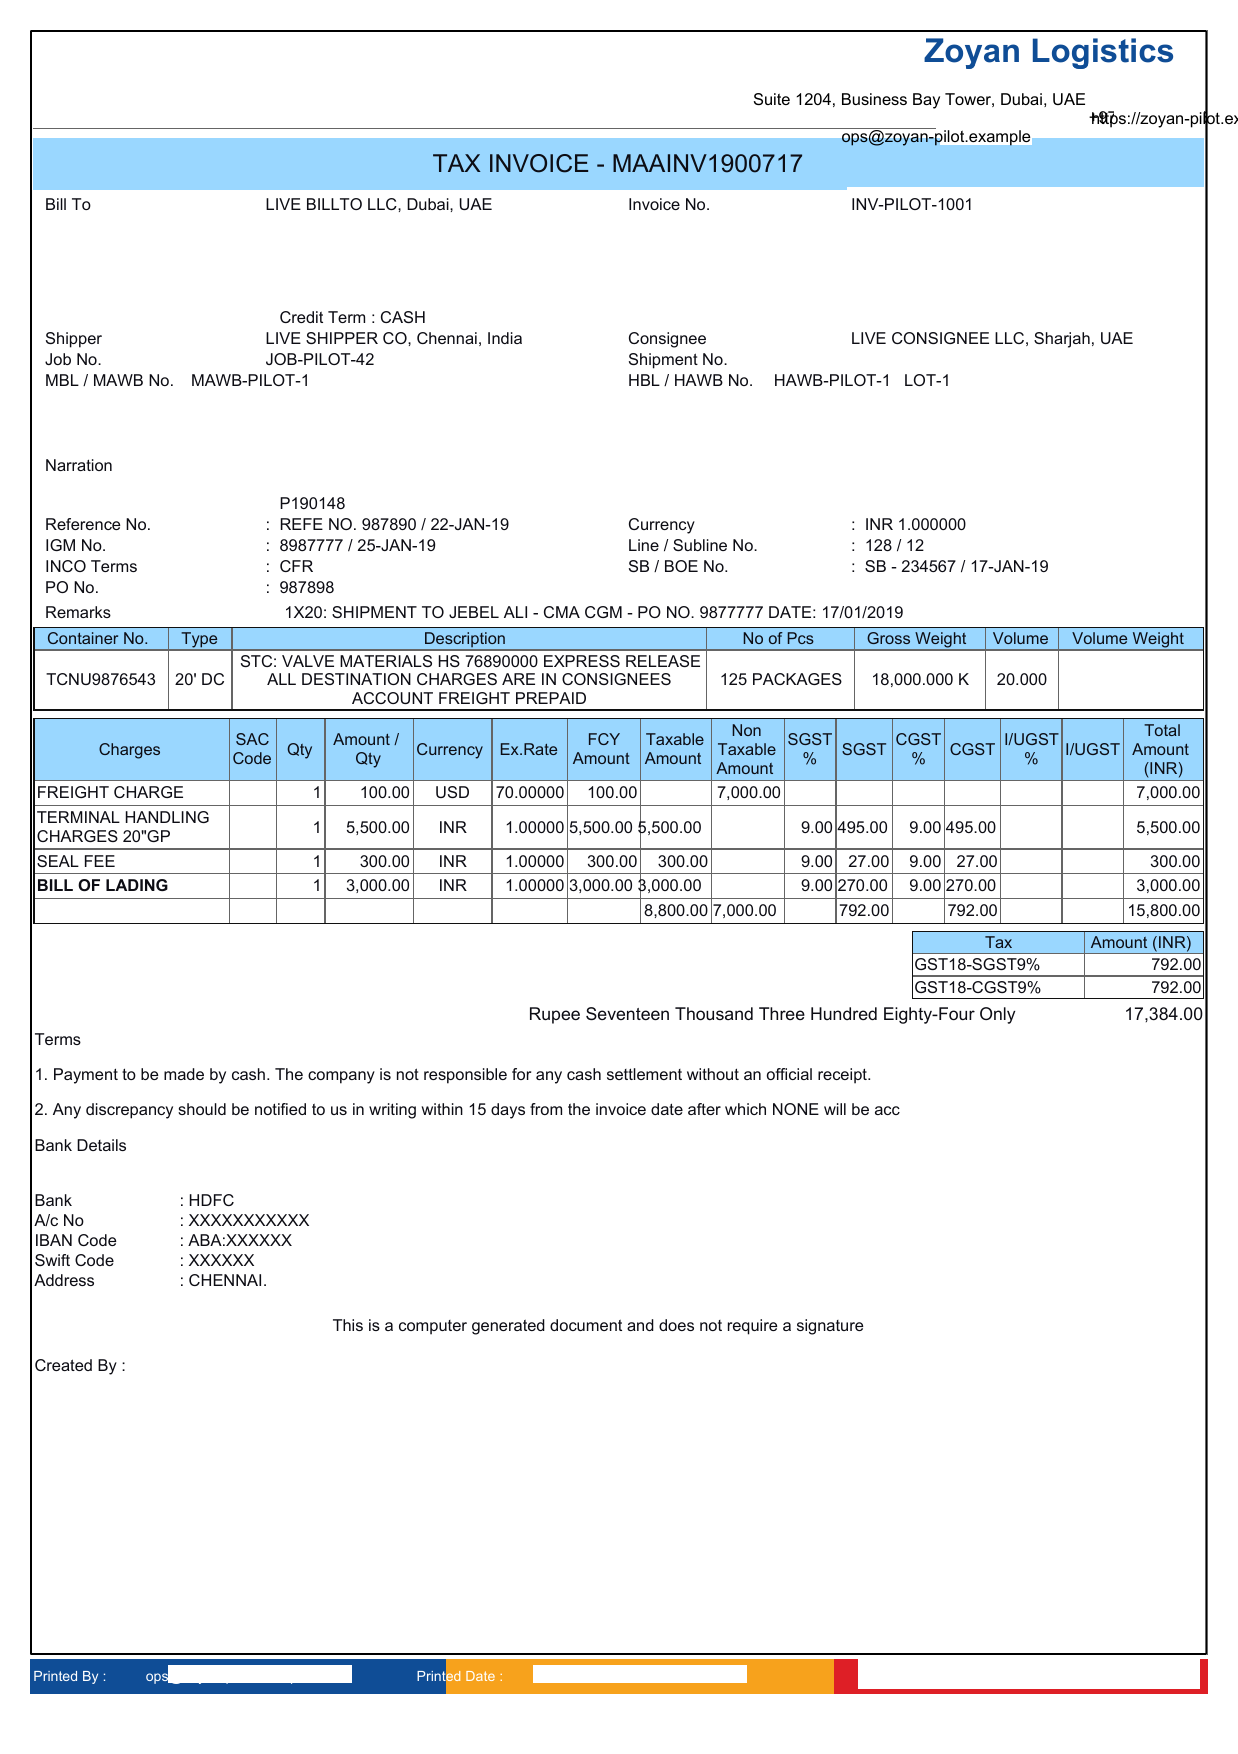 Zoyan Logistics
Suite 1204, Business Bay Tower, Dubai, UAE
https://zoyan-pilot.ex
ops@zoyan-pilot.example
TAX INVOICE - MAAINV1900717
Bill To LIVE BILLTO LLC, Dubai, UAE Invoice No. INV-PILOT-1001
Credit Term : CASH
Shipper LIVE SHIPPER CO, Chennai, India Consignee LIVE CONSIGNEE LLC, Sharjah, UAE
Job No. JOB-PILOT-42 Shipment No.
MBL / MAWB No. MAWB-PILOT-1 HBL / HAWB No. HAWB-PILOT-1 LOT-1
Narration
P190148
Reference No. : REFE NO. 987890 / 22-JAN-19 Currency : INR 1.000000
IGM No. : 8987777 / 25-JAN-19 Line / Subline No. : 128 / 12
INCO Terms : CFR SB / BOE No. : SB - 234567 / 17-JAN-19
PO No. : 987898
Remarks 1X20: SHIPMENT TO JEBEL ALI - CMA CGM - PO NO. 9877777 DATE: 17/01/2019
Container No. Type Description No of Pcs Gross Weight Volume Volume Weight
STC: VALVE MATERIALS HS 76890000 EXPRESS RELEASE
TCNU9876543 20' DC ALL DESTINATION CHARGES ARE IN CONSIGNEES 125 PACKAGES 18,000.000 K 20.000
ACCOUNT FREIGHT PREPAID
Charges SAC Code Qty Amount / Qty Currency Ex.Rate FCY Amount Taxable Amount Non Taxable Amount SGST % SGST CGST % CGST I/UGST % I/UGST Total Amount (INR)
FREIGHT CHARGE 1 100.00 USD 70.00000 100.00 7,000.00 7,000.00
TERMINAL HANDLING
CHARGES 20"GP 1 5,500.00 INR 1.00000 5,500.00 5,500.00 9.00 495.00 9.00 495.00 5,500.00
SEAL FEE 1 300.00 INR 1.00000 300.00 300.00 9.00 27.00 9.00 27.00 300.00
BILL OF LADING 1 3,000.00 INR 1.00000 3,000.00 3,000.00 9.00 270.00 9.00 270.00 3,000.00
8,800.00 7,000.00 792.00 792.00 15,800.00
Tax Amount (INR)
GST18-SGST9% 792.00
GST18-CGST9% 792.00
Rupee Seventeen Thousand Three Hundred Eighty-Four Only 17,384.00
Terms
1. Payment to be made by cash. The company is not responsible for any cash settlement without an official receipt.
2. Any discrepancy should be notified to us in writing within 15 days from the invoice date after which NONE will be acc
Bank Details
Bank : HDFC
A/c No : XXXXXXXXXXX
IBAN Code : ABA:XXXXXX
Swift Code : XXXXXX
Address : CHENNAI.
This is a computer generated document and does not require a signature
Created By :
Printed By : ops Printed Date :